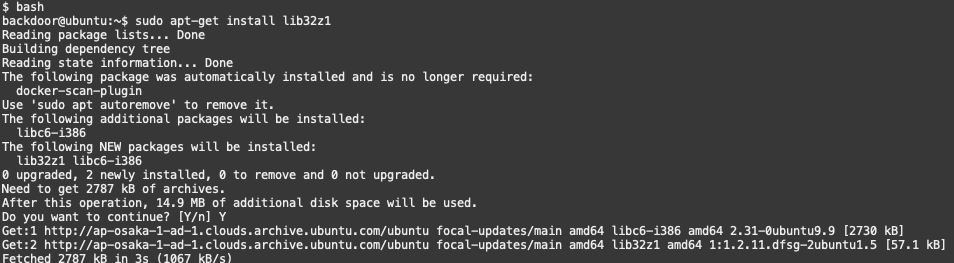 $ bash
backdoor@ubuntu:~$ sudo apt-get install lib32z1
Reading package lists... Done
Building dependency tree
Reading state information... Done
The following package was automatically installed and is no longer required:
  docker-scan-plugin
Use 'sudo apt autoremove' to remove it.
The following additional packages will be installed:
  libc6-i386
The following NEW packages will be installed:
  lib32z1 libc6-i386
0 upgraded, 2 newly installed, 0 to remove and 0 not upgraded.
Need to get 2787 kB of archives.
After this operation, 14.9 MB of additional disk space will be used.
Do you want to continue? [Y/n] Y
Get:1 http://ap-osaka-1-ad-1.clouds.archive.ubuntu.com/ubuntu focal-updates/main amd64 libc6-i386 amd64 2.31-0ubuntu9.9 [2730 kB]
Get:2 http://ap-osaka-1-ad-1.clouds.archive.ubuntu.com/ubuntu focal-updates/main amd64 lib32z1 amd64 1:1.2.11.dfsg-2ubuntu1.5 [57.1 kB]
Fetched 2787 kB in 3s (1067 kB/s)